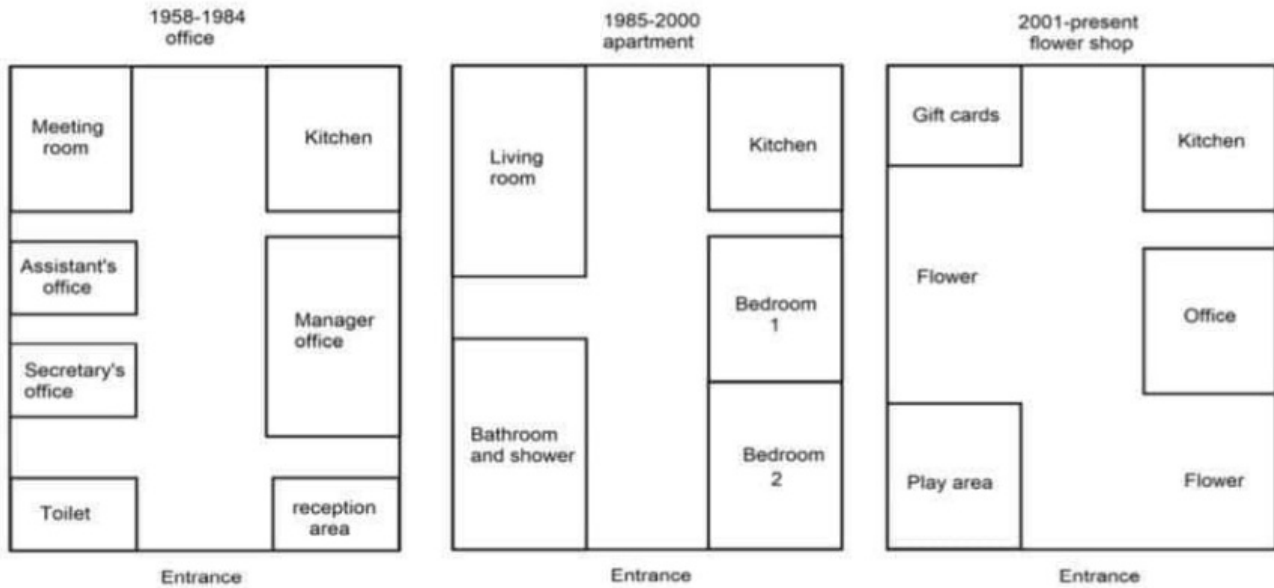 1958-1984
office
Meeting
room
Kitchen
Assistant's
office
Manager
office
Secretary's
office
Toilet
reception
area
Entrance
1985-2000
apartment
Living
room
Kitchen
Bedroom
1
Bathroom
and shower
Bedroom
2
Entrance
2001-present
flower shop
Gift cards
Kitchen
Flower
Office
Play area
Flower
Entrance